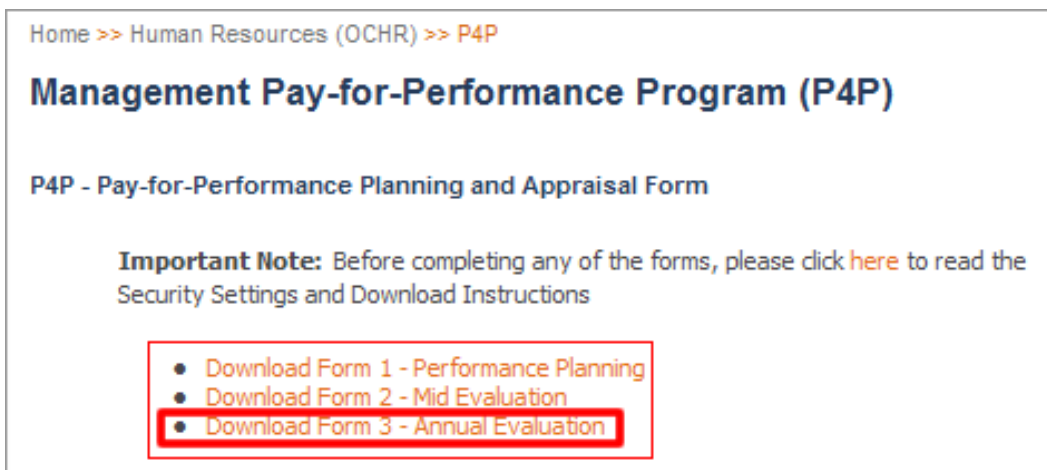 Home >> Human Resources (OCHR) >> P4P
Management Pay-for-Performance Program (P4P)
P4P - Pay-for-Performance Planning and Appraisal Form
Important Note: Before completing any of the forms, please click here to read the
Security Settings and Download Instructions
● Download Form 1 - Performance Planning
● Download Form 2 - Mid Evaluation
● Download Form 3 - Annual Evaluation